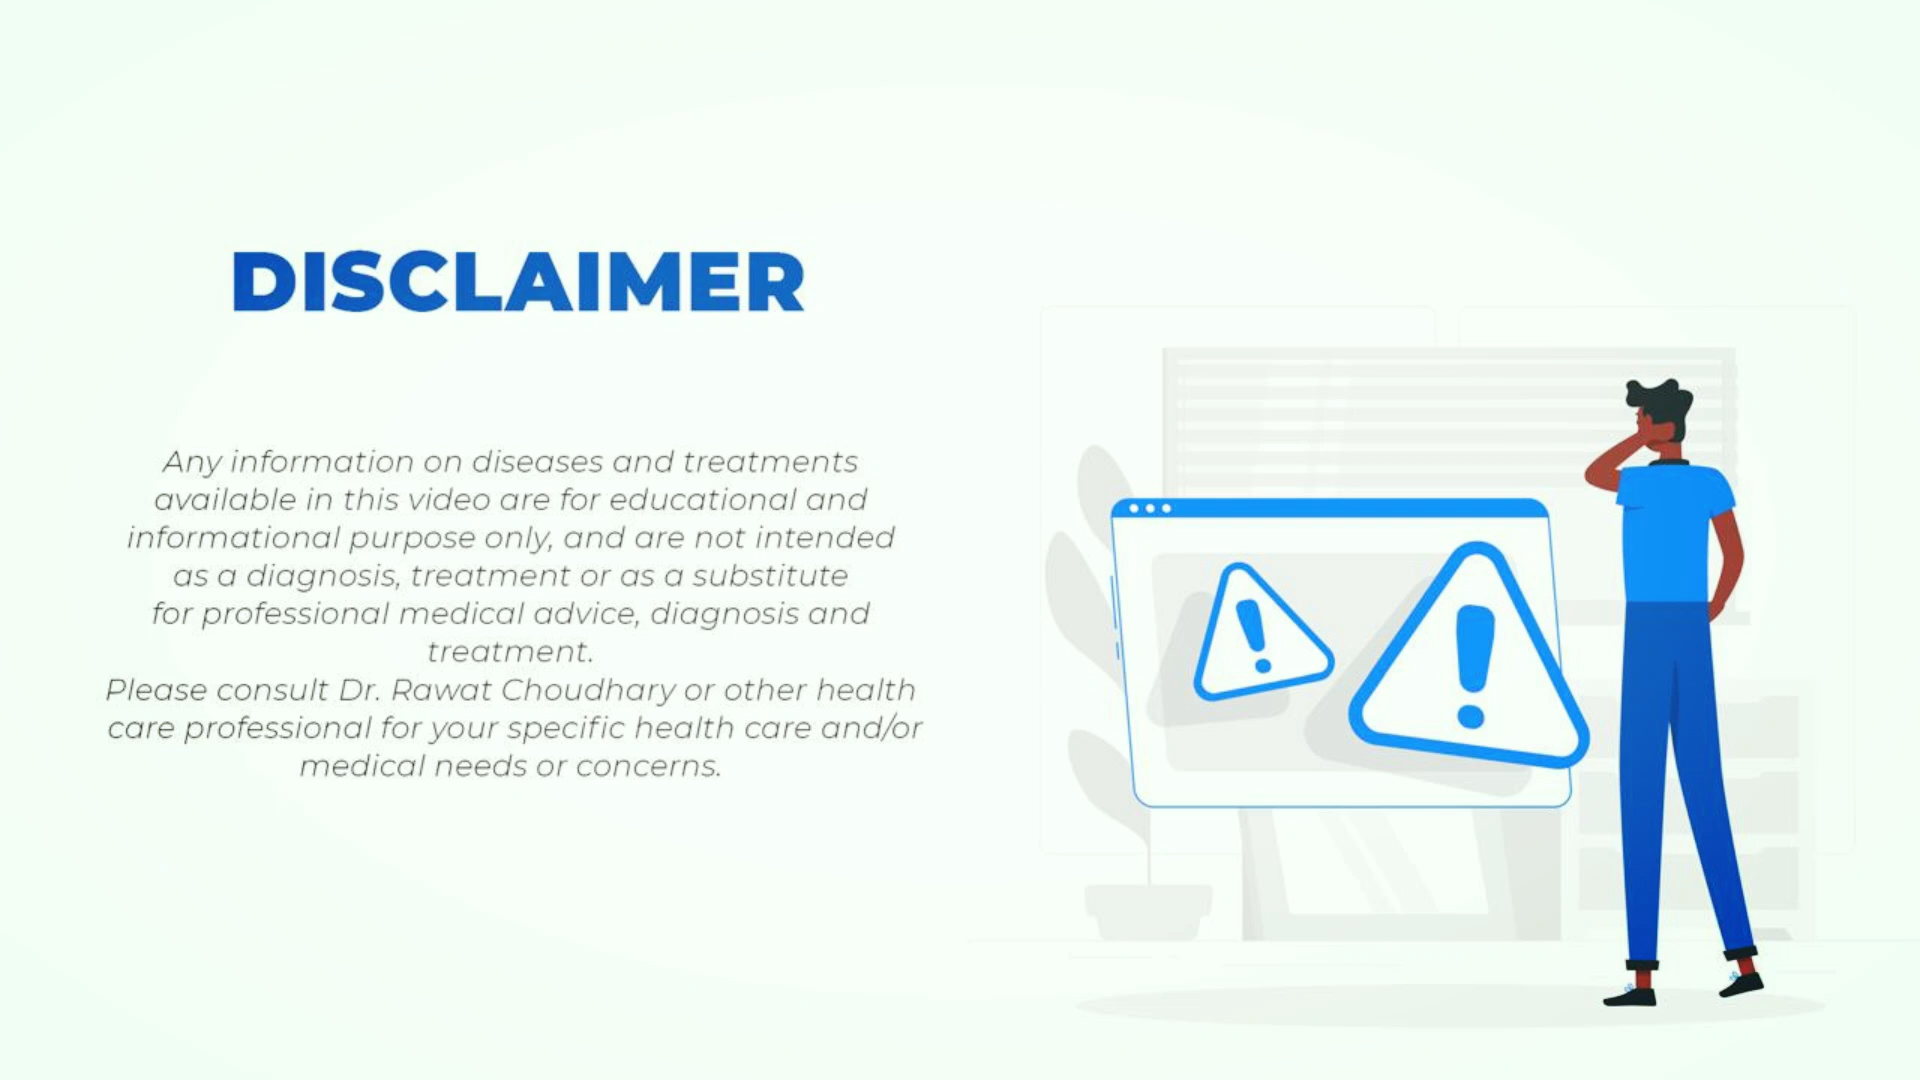 DISCLAIMER
Any information on diseases and treatments
available in this video are for educational and
informational purpose only, and are not intended
as a diagnosis, treatment or as a substitute
for professional medical advice, diagnosis and
treatment.
Please consult Dr. Rawat Choudhary or other health
care professional for your specific health care and/or
medical needs or concerns.